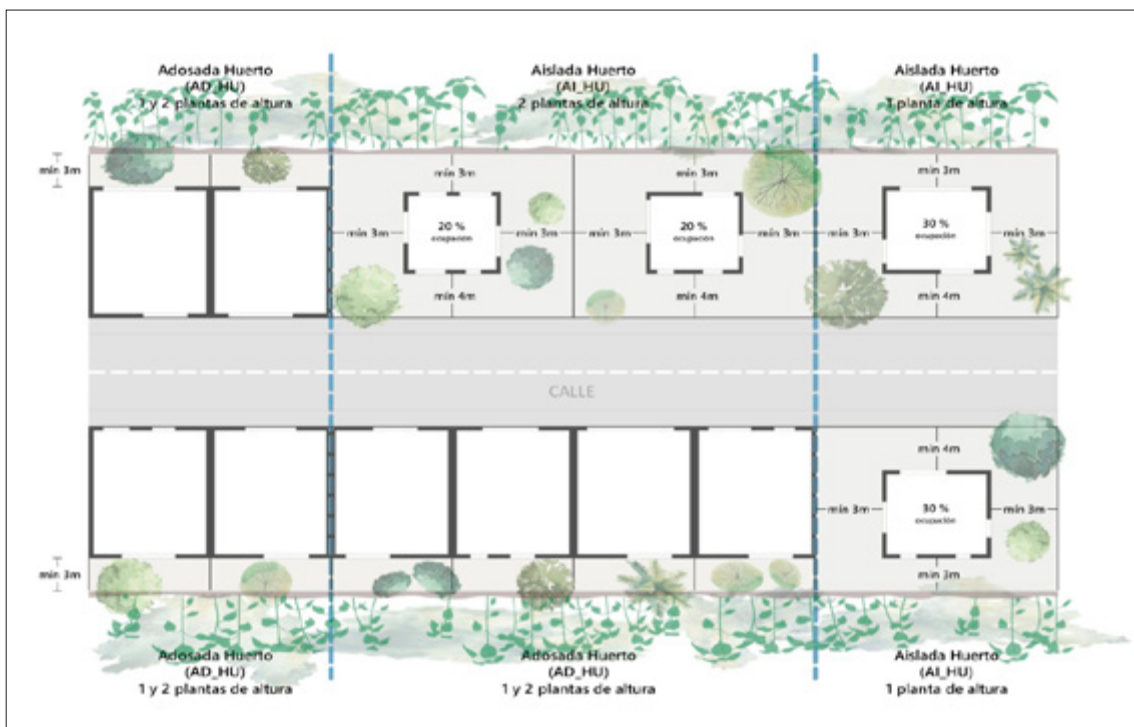 Adosada Huerto
(AD_HU)
1 y 2 plantas de altura
Aislada Huerto
(AI_HU)
2 plantas de altura
Aislada Huerto
(AI_HU)
1 planta de altura
min 3m
min 3m
min 3m
min 3m
min 3m
20 %
ocupación
min 3m
min 3m
20 %
ocupación
min 3m
min 3m
30 %
ocupación
min 3m
min 4m
min 4m
min 4m
CALLE
min 4m
min 3m
30 %
ocupación
min 3m
min 3m
min 3m
Adosada Huerto
(AD_HU)
1 y 2 plantas de altura
Adosada Huerto
(AD_HU)
1 y 2 plantas de altura
Aislada Huerto
(AI_HU)
1 planta de altura